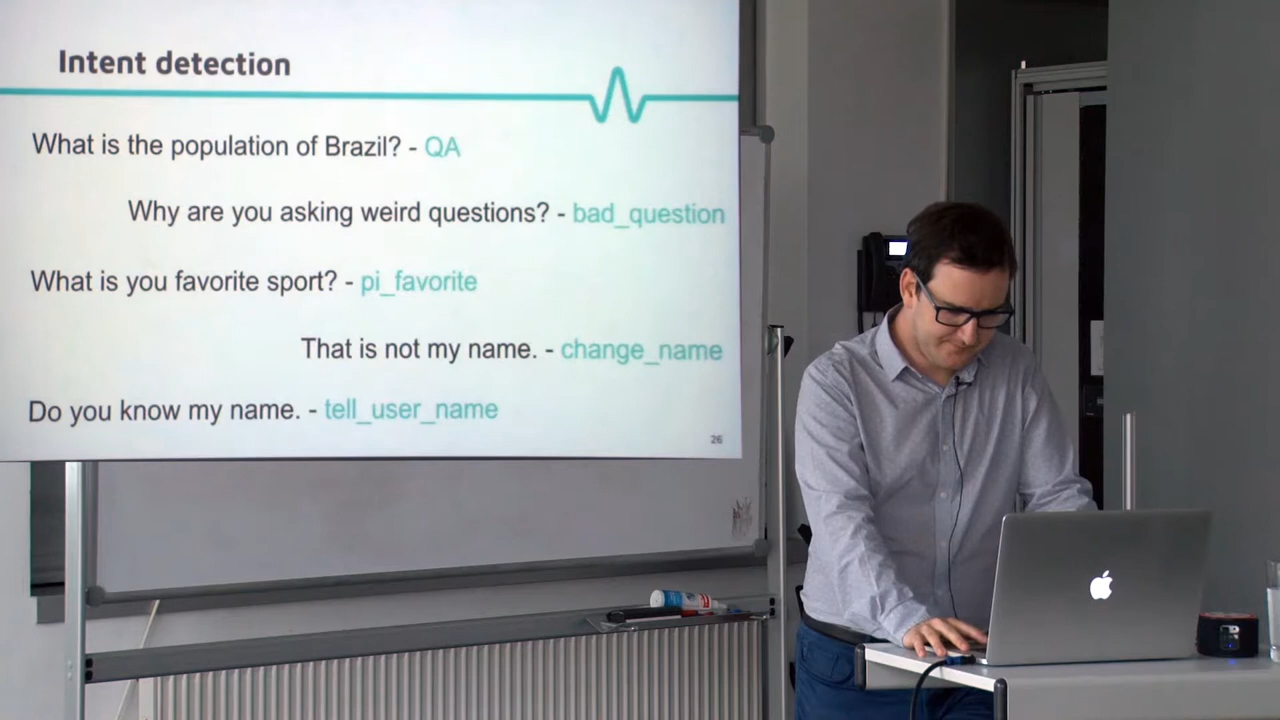 Intent detection
What is the population of Brazil? - QA
Why are you asking weird questions? - bad_question
What is you favorite sport? - pi_favorite
That is not my name. - change_name
Do you know my name. - tell_user_name
26